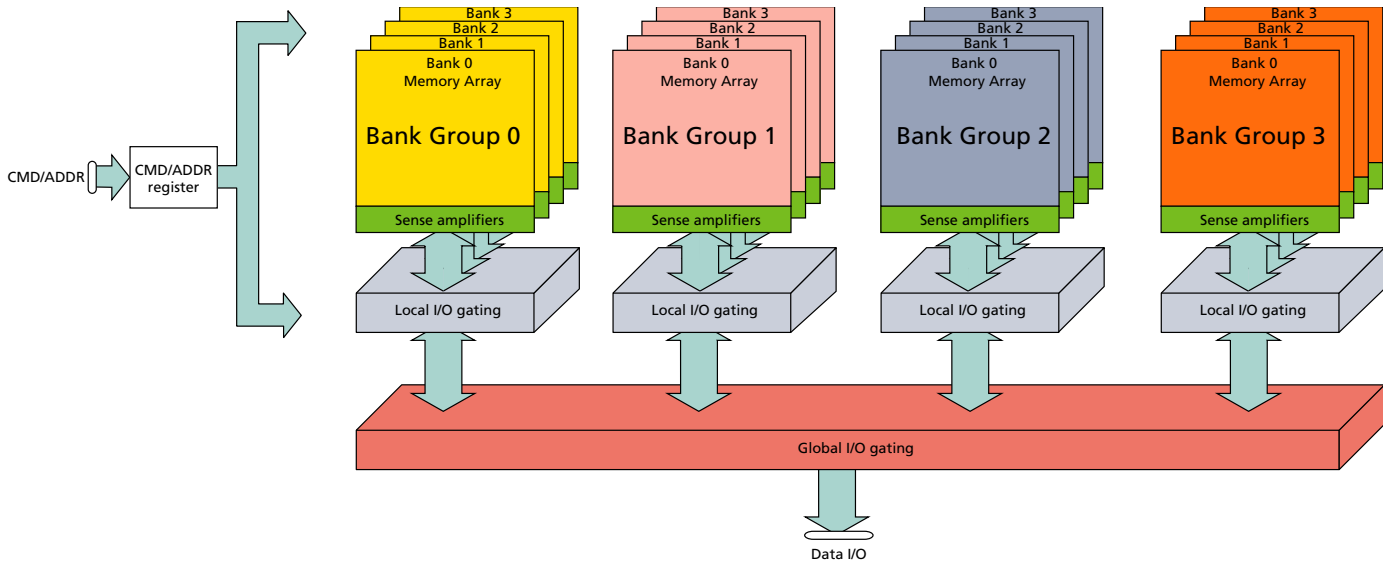 Bank 3
Bank 2
Bank 1
Bank 0
Memory Array
Bank Group 0
Sense amplifiers
Local I/O gating
Bank 3
Bank 2
Bank 1
Bank 0
Memory Array
Bank Group 1
Sense amplifiers
Local I/O gating
Bank 3
Bank 2
Bank 1
Bank 0
Memory Array
Bank Group 2
Sense amplifiers
Local I/O gating
Bank 3
Bank 2
Bank 1
Bank 0
Memory Array
Bank Group 3
Sense amplifiers
Local I/O gating
CMD/ADDR
CMD/ADDR
register
Global I/O gating
Data I/O